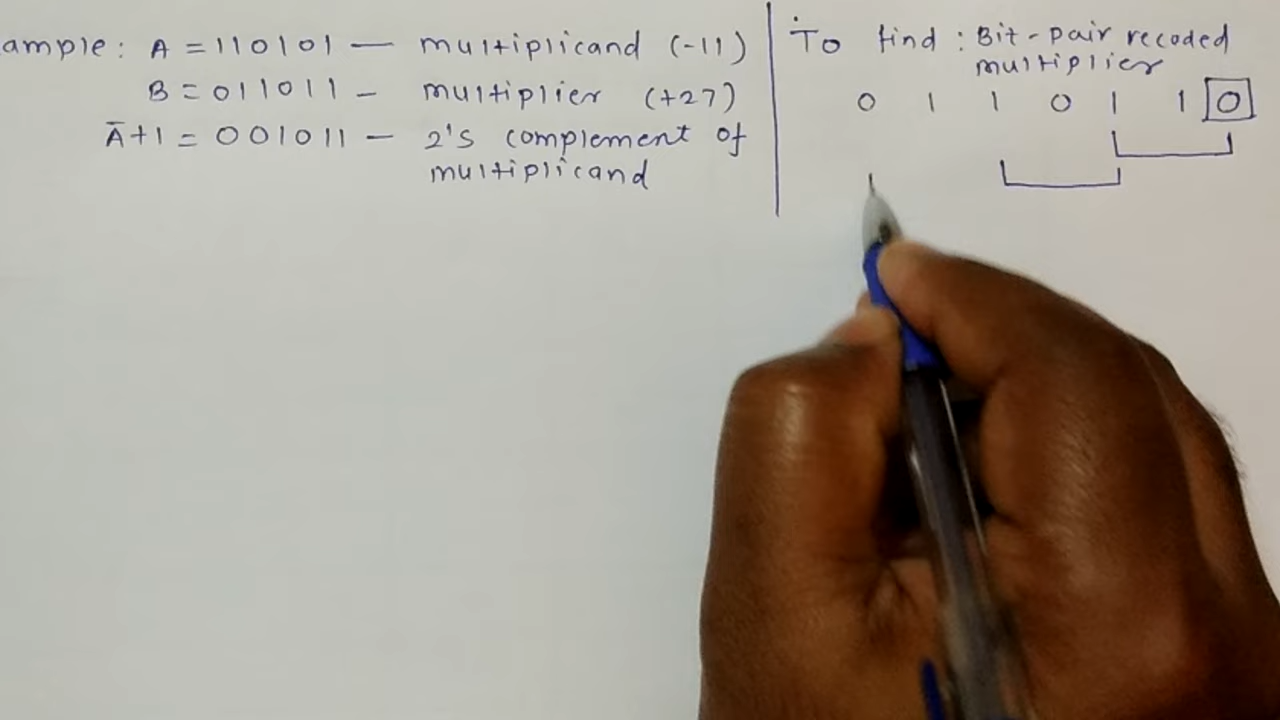 ample: A = 110101 — multiplicand (-11)
B = 011011 - multiplier (+27)
Ā+1 = 001011 — 2's complement of
multiplicand
To find : Bit-pair recoded
multiplier
0 1 1 0 1 1 0